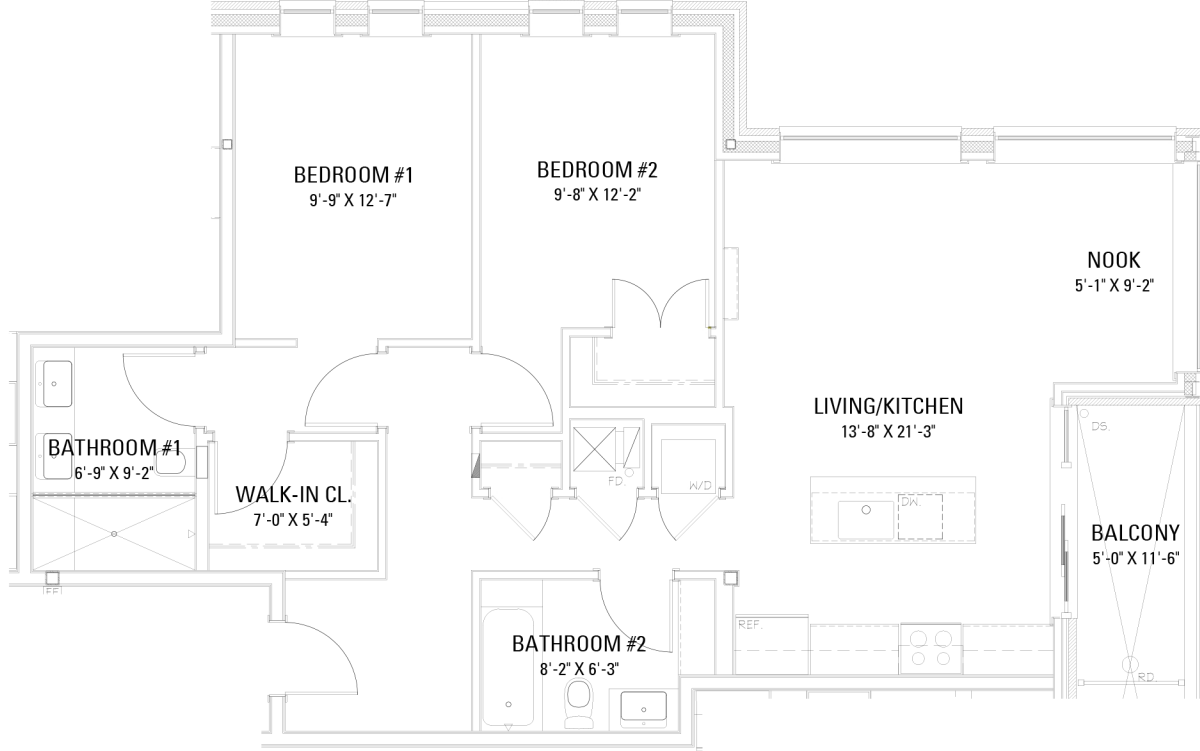 BEDROOM #1
9'-9" X 12'-7"
BEDROOM #2
9'-8" X 12'-2"
NOOK
5'-1" X 9'-2"
LIVING/KITCHEN
13'-8" X 21'-3"
DS.
BATHROOM #1
6'-9" X 9'-2"
WALK-IN CL.
7'-0" X 5'-4"
FD.
W/D
DW.
BALCONY
5'-0" X 11'-6"
REF.
BATHROOM #2
8'-2" X 6'-3"
RD